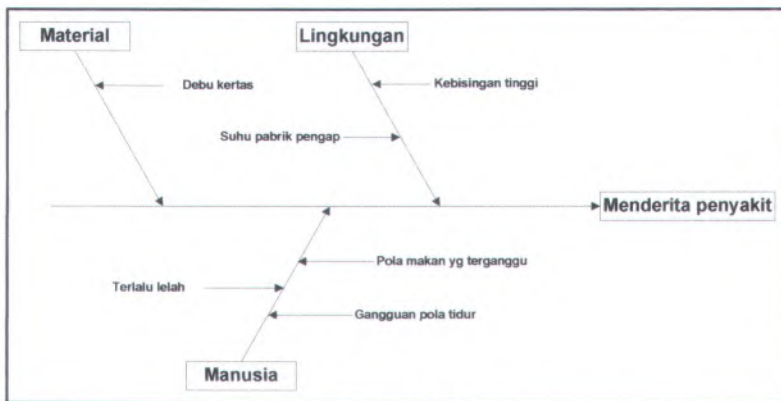 Material
Lingkungan
Debu kertas
Kebisingan tinggi
Suhu pabrik pengap
Menderita penyakit
Pola makan yg terganggu
Terlalu lelah
Gangguan pola tidur
Manusia